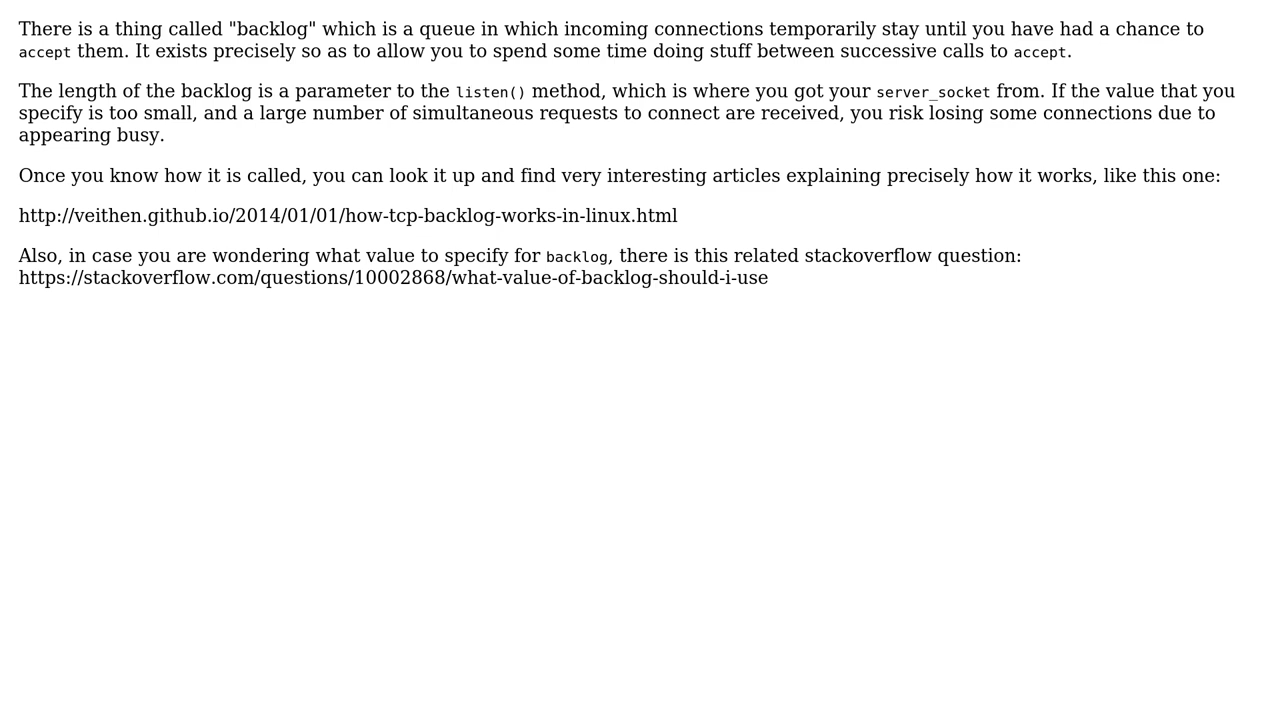 There is a thing called "backlog" which is a queue in which incoming connections temporarily stay until you have had a chance to
accept them. It exists precisely so as to allow you to spend some time doing stuff between successive calls to accept.
The length of the backlog is a parameter to the listen() method, which is where you got your server_socket from. If the value that you
specify is too small, and a large number of simultaneous requests to connect are received, you risk losing some connections due to
appearing busy.
Once you know how it is called, you can look it up and find very interesting articles explaining precisely how it works, like this one:
http://veithen.github.io/2014/01/01/how-tcp-backlog-works-in-linux.html
Also, in case you are wondering what value to specify for backlog, there is this related stackoverflow question:
https://stackoverflow.com/questions/10002868/what-value-of-backlog-should-i-use